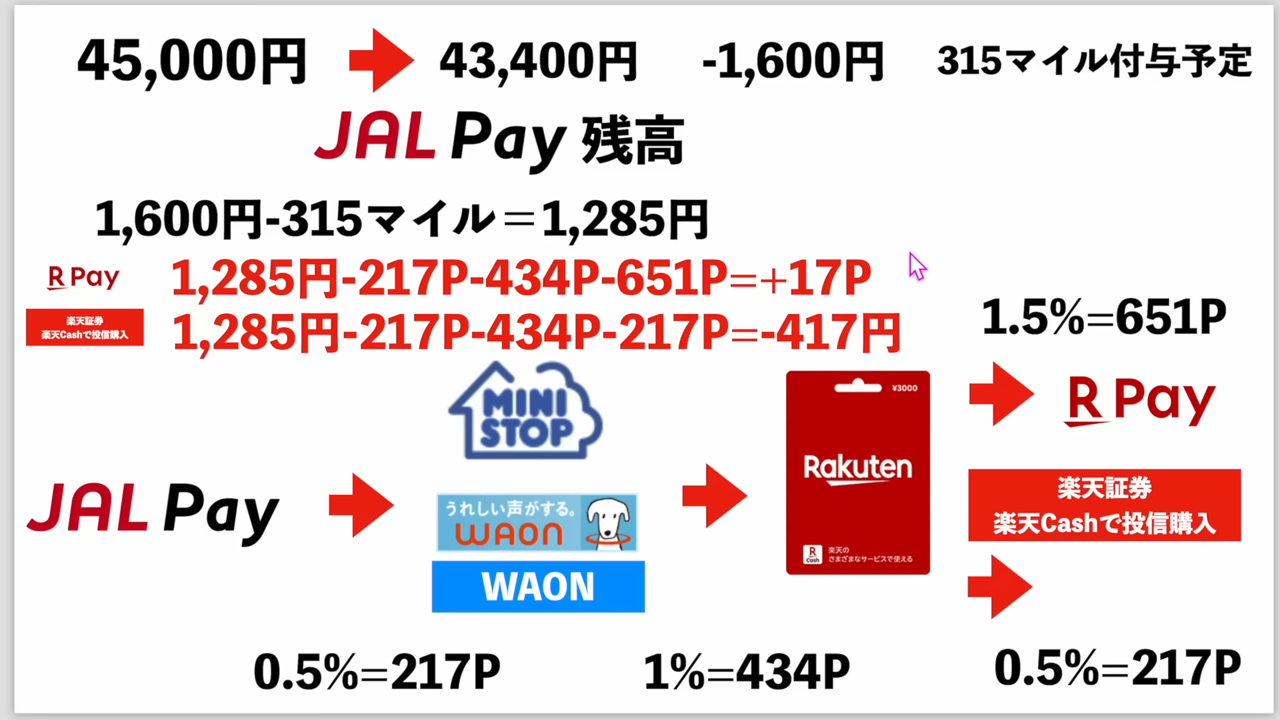 45,000円 43,400円 -1,600円 315マイル付与予定
JAL Pay 残高
1,600円-315マイル=1,285円
R Pay 1,285円-217P-434P-651P=+17P
楽天証券
楽天Cashで投信購入
1,285円-217P-434P-217P=-417円
1.5%=651P
MINI
STOP
¥3000
Rakuten
R Pay
JAL Pay
うれしい声がする。
WAON
WAON
R
Cash
楽天の
さまざまなサービスで使える
楽天証券
楽天Cashで投信購入
0.5%=217P 1%=434P 0.5%=217P